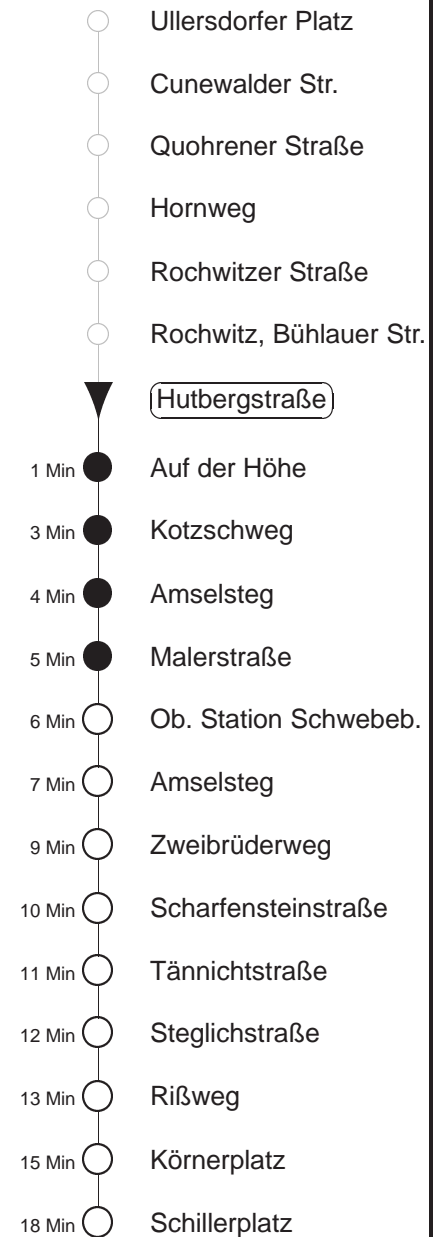 Ullersdorfer Platz
Cunewalder Str.
Quohrener Straße
Hornweg
Rochwitzer Straße
Rochwitz, Bühlauer Str.
Hutbergstraße
1 Min Auf der Höhe
3 Min Kotzschweg
4 Min Amselsteg
5 Min Malerstraße
6 Min Ob. Station Schwebeb.
7 Min Amselsteg
9 Min Zweibrüderweg
10 Min Scharfensteinstraße
11 Min Tännichtstraße
12 Min Steglichstraße
13 Min Rißweg
15 Min Körnerplatz
18 Min Schillerplatz